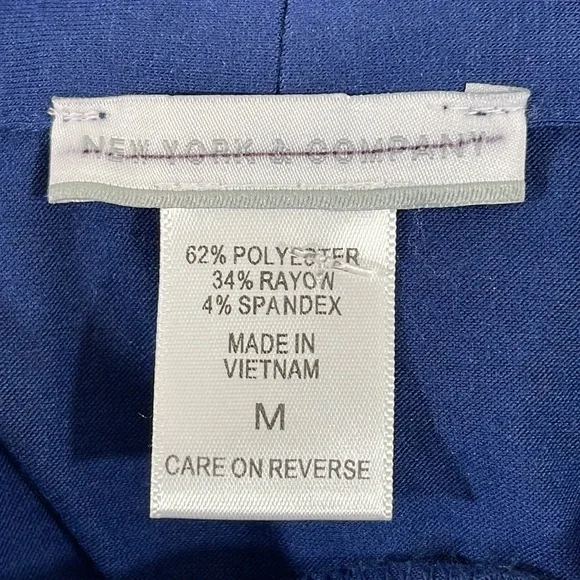 NEW YORK & COMPANY
62% POLYESTER
34% RAYON
4% SPANDEX
MADE IN
VIETNAM
M
CARE ON REVERSE